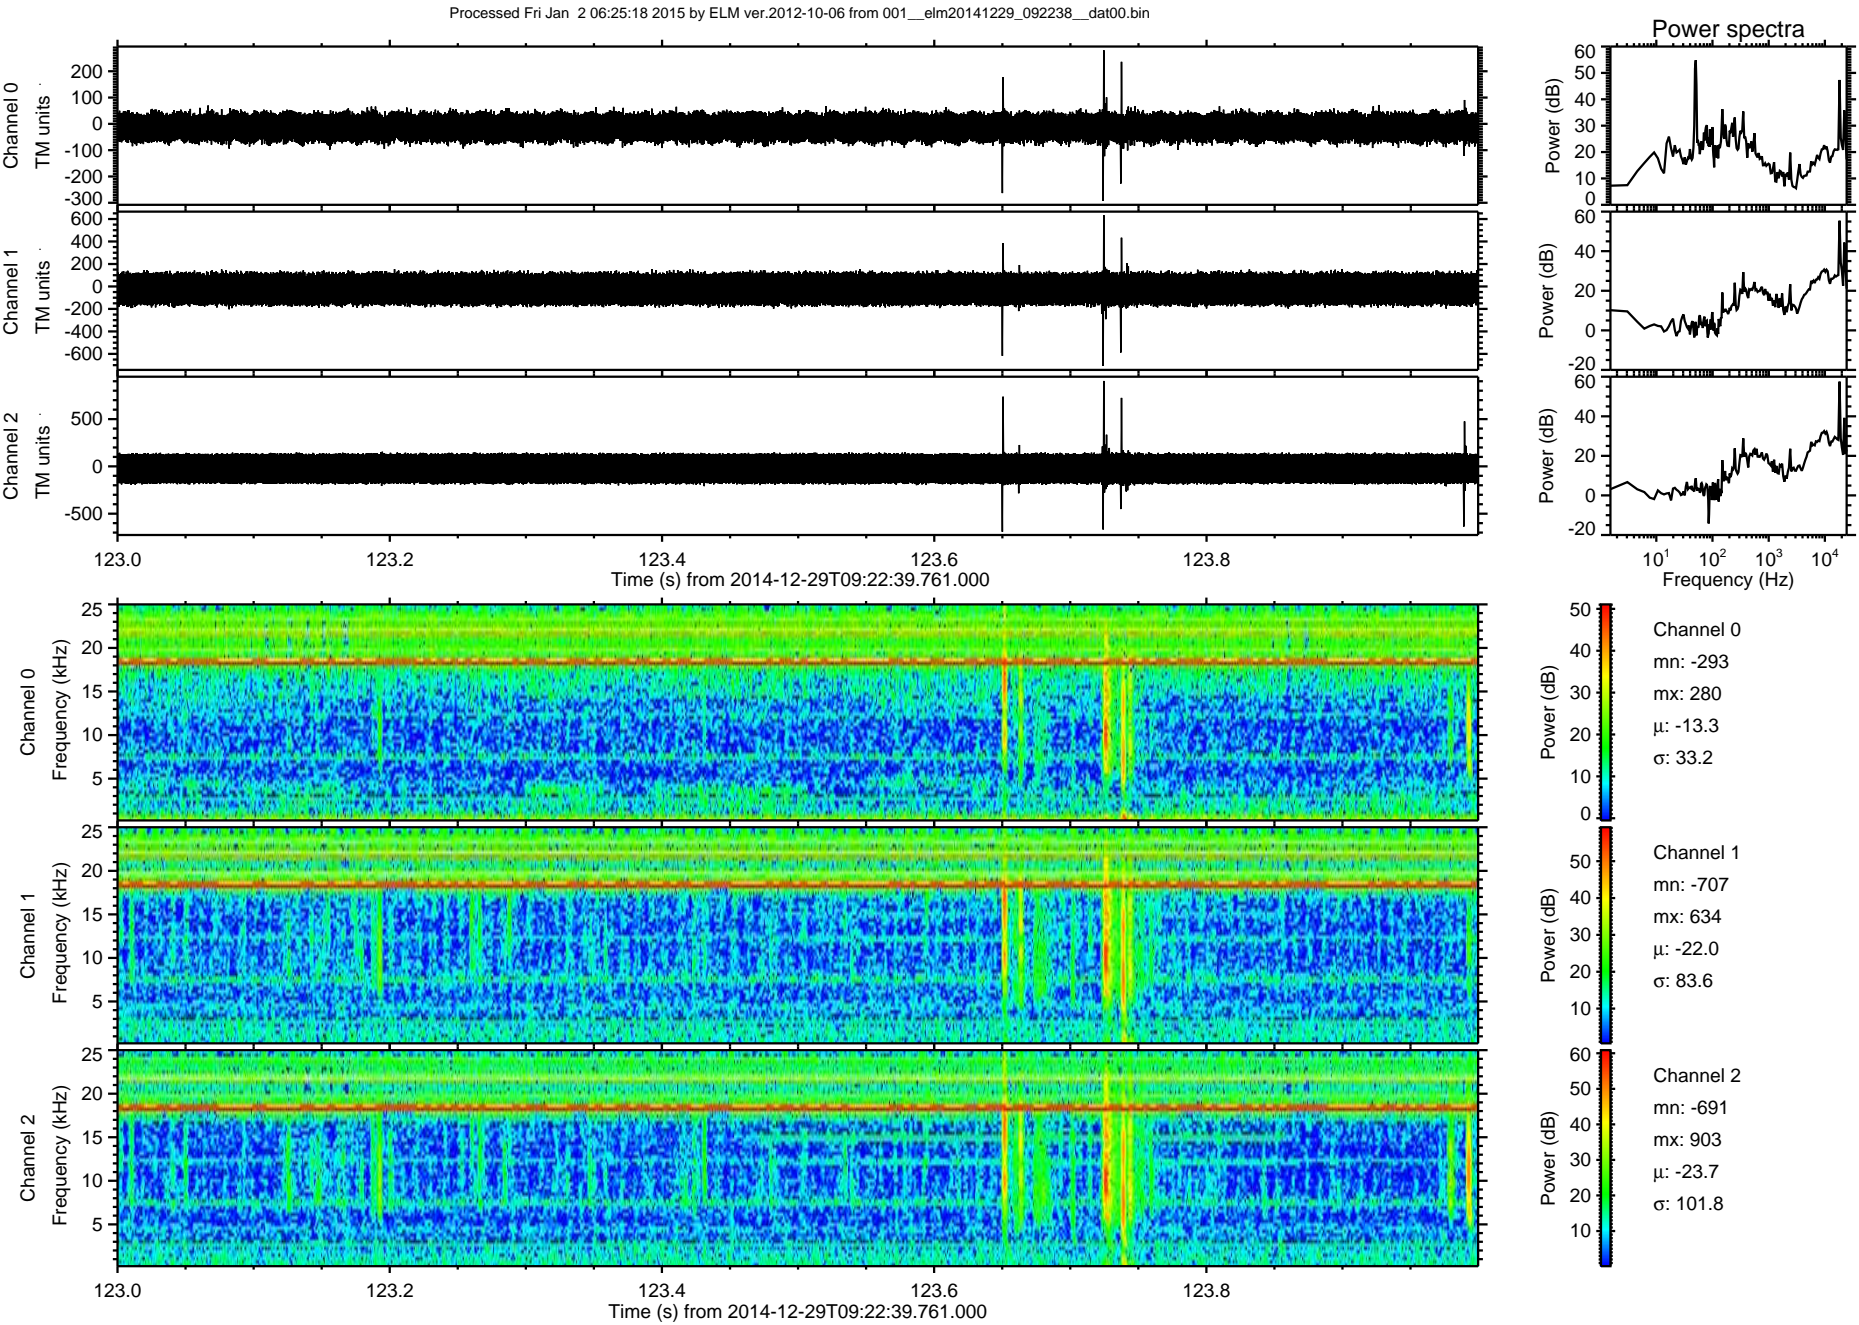 Processed Fri Jan  2 06:25:18 2015 by ELM ver.2012-10-06 from 001__elm20141229_092238__dat00.bin
Power spectra
Channel 0
TM units
200
100
0
-100
-200
-300
Power (dB)
60
50
40
30
20
10
0
Channel 1
TM units
600
400
200
0
-200
-400
-600
Power (dB)
60
40
20
0
-20
Channel 2
TM units
500
0
-500
Power (dB)
60
40
20
0
-20
123.0 123.2 123.4 123.6 123.8
Time (s) from 2014-12-29T09:22:39.761.000
10^1 10^2 10^3 10^4
Frequency (Hz)
Channel 0
Frequency (kHz)
25
20
15
10
5
Power (dB)
50
40
30
20
10
0
Channel 0
mn: -293
mx: 280
μ: -13.3
σ: 33.2
Channel 1
Frequency (kHz)
25
20
15
10
5
Power (dB)
50
40
30
20
10
Channel 1
mn: -707
mx: 634
μ: -22.0
σ: 83.6
Channel 2
Frequency (kHz)
25
20
15
10
5
Power (dB)
60
50
40
30
20
10
Channel 2
mn: -691
mx: 903
μ: -23.7
σ: 101.8
123.0 123.2 123.4 123.6 123.8
Time (s) from 2014-12-29T09:22:39.761.000